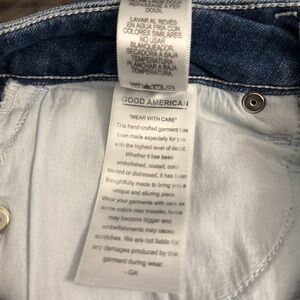 DOUX.
LAVAR AL REVÉS
EN AGUA FRÍA CON
COLORES SIMILARES
NO USAR
BLANQUEADOR.
SECADORA A BAJA
TEMPERATURA.
PLANCHAR A BAJA
TEMPERATURA.
GOOD AMERICAN
"WEAR WITH CARE"
This hand-crafted garment has
been made especially for you
with the highest level of detail.
Whether it has been
embellished, coated, color
treated or distressed, it has been
thoughtfully made to bring you a
unique and alluring piece.
Wear your garments with care as
some colors may transfer, holes
may become bigger and
embellishments may cause
scratches. We are not liable for
any damages produced by this
garment during wear.
- GA